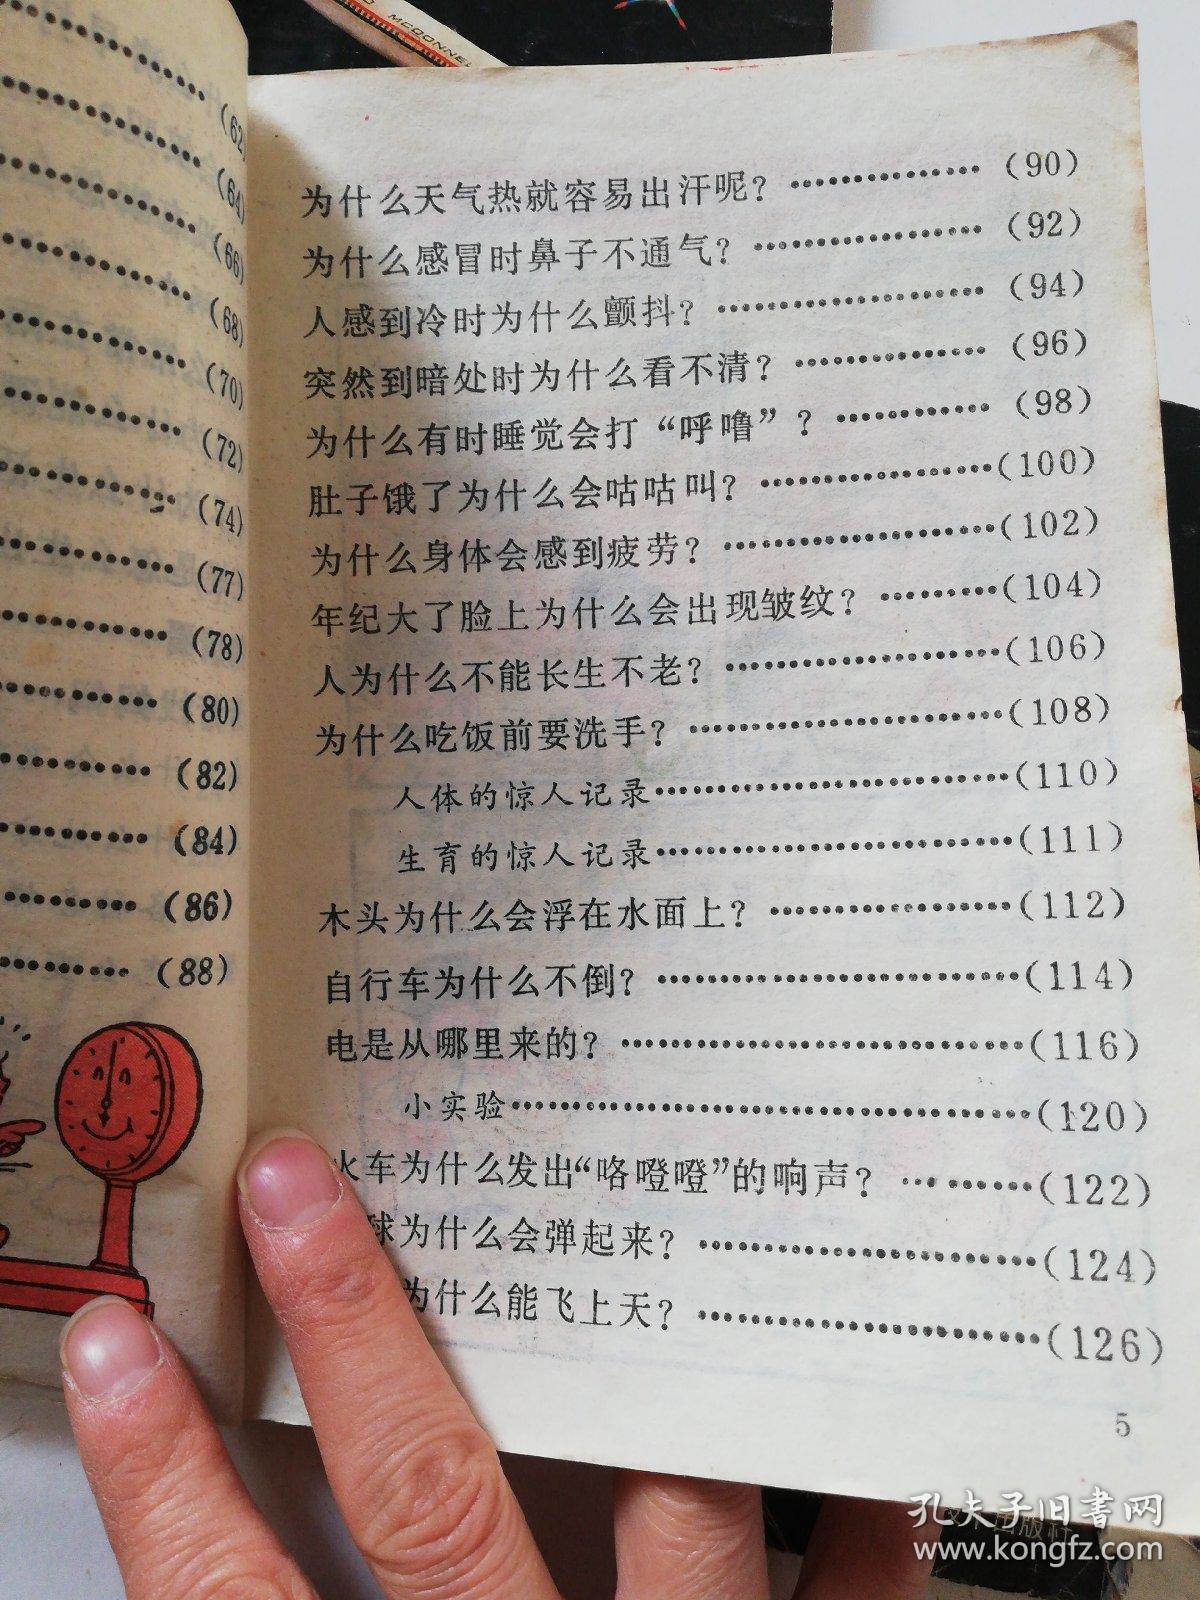 MCDONNEL
(62)
(64)
(66)
(68)
(70)
(72)
(74)
(77)
(78)
(80)
(82)
(84)
(86)
(88)
为什么天气热就容易出汗呢？……………(90)
为什么感冒时鼻子不通气？………………(92)
人感到冷时为什么颤抖？…………………(94)
突然到暗处时为什么看不清？……………(96)
为什么有时睡觉会打“呼噜”？…………(98)
肚子饿了为什么会咕咕叫？………………(100)
为什么身体会感到疲劳？…………………(102)
年纪大了脸上为什么会出现皱纹？………(104)
人为什么不能长生不老？…………………(106)
为什么吃饭前要洗手？……………………(108)
人体的惊人记录………………………(110)
生育的惊人记录………………………(111)
木头为什么会浮在水面上？………………(112)
自行车为什么不倒？………………………(114)
电是从哪里来的？…………………………(116)
小实验…………………………………(120)
火车为什么发出“咯噔噔”的响声？………(122)
球为什么会弹起来？………………………(124)
为什么能飞上天？………………………(126)
5
出版社
孔夫子旧书网
www.kongfz.com